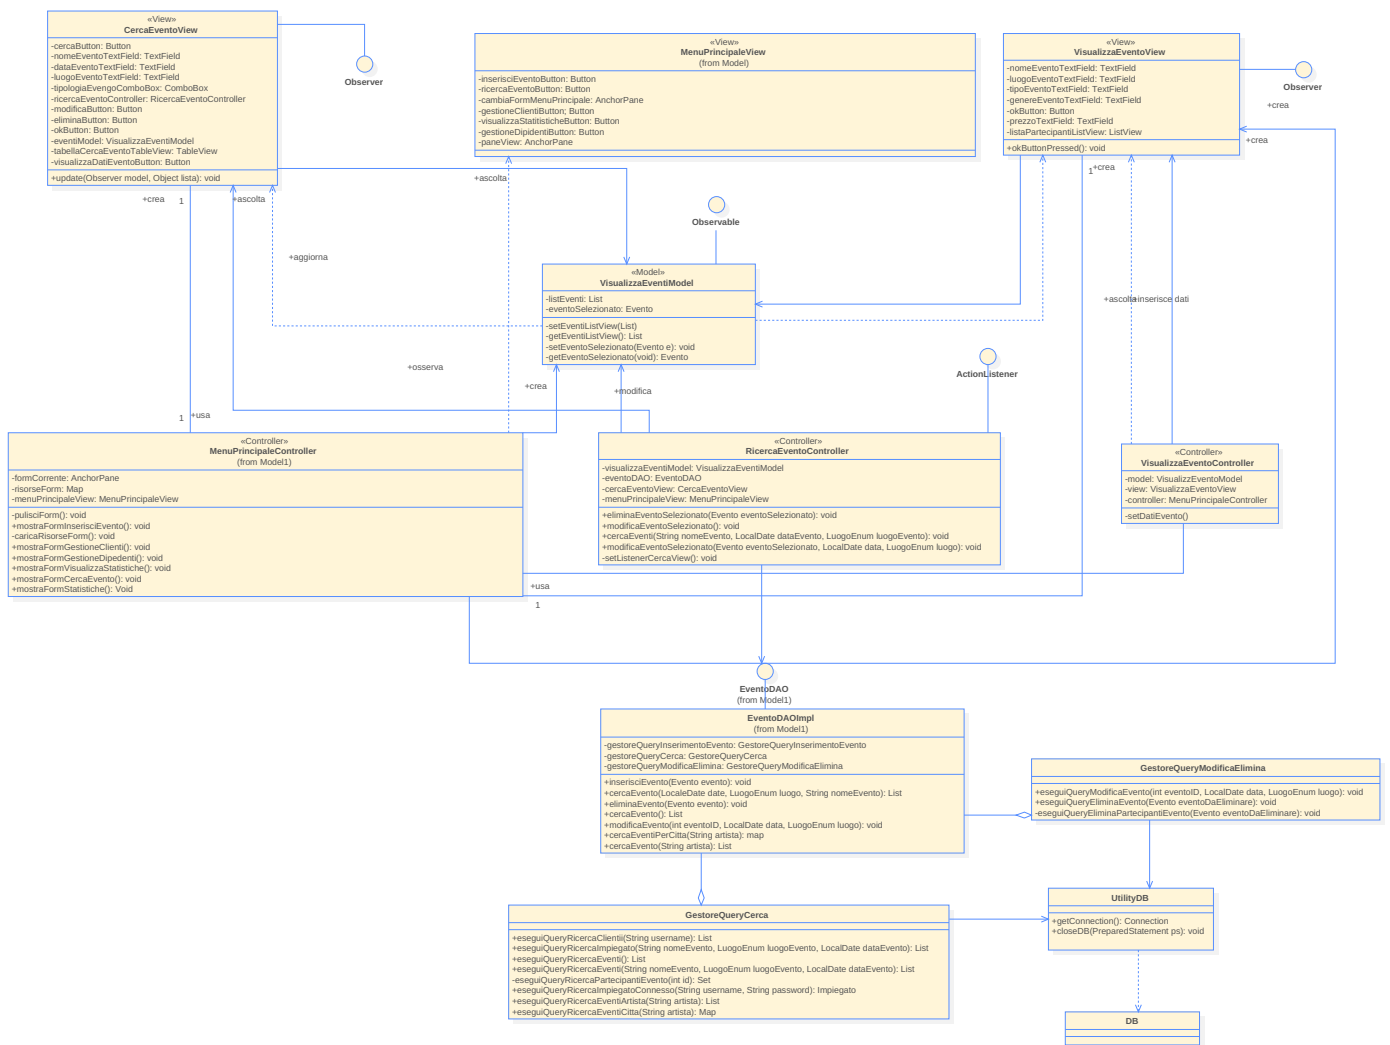 «View»
CercaEventoView
-cercaButton: Button
-nomeEventoTextField: TextField
-dataEventoTextField: TextField
-luogoEventoTextField: TextField
-tipologiaEvengoComboBox: ComboBox
-ricercaEventoController: RicercaEventoController
-modificaButton: Button
-eliminaButton: Button
-okButton: Button
-eventiModel: VisualizzaEventiModel
-tabellaCercaEventoTableView: TableView
-visualizzaDatiEventoButton: Button
+update(Observer model, Object lista): void
Observer
«View»
MenuPrincipaleView
(from Model)
-inserisciEventoButton: Button
-ricercaEventoButton: Button
-cambiaFormMenuPrincipale: AnchorPane
-gestioneClientiButton; Button
-visualizzaStatitisticheButton: Button
-gestioneDipidentiButton: Button
-paneView: AnchorPane
«View»
VisualizzaEventoView
-nomeEventoTextField: TextField
-luogoEventoTextField: TextField
-tipoEventoTextField: TextField
-genereEventoTextField: TextField
-okButton: Button
-prezzoTextField: TextField
-listaPartecipantiListView: ListView
+okButtonPressed(): void
Observer
+crea
+crea
+crea
1
+ascolta
+crea
1
+ascolta
+aggiorna
Observable
«Model»
VisualizzaEventiModel
-listEventi: List
-eventoSelezionato: Evento
-setEventiListView(List)
-getEventiListView(): List
-setEventoSelezionato(Evento e): void
-getEventoSelezionato(void): Evento
+ascolta
+inserisce dati
ActionListener
+osserva
+crea
+modifica
1
+usa
«Controller»
MenuPrincipaleController
(from Model1)
-formCorrente: AnchorPane
-risorseForm: Map
-menuPrincipaleView: MenuPrincipaleView
-pulisciForm(): void
+mostraFormInserisciEvento(): void
-caricaRisorseForm(): void
+mostraFormGestioneClienti(): void
+mostraFormGestioneDipedenti(): void
+mostraFormVisualizzaStatistiche(): void
+mostraFormCercaEvento(): void
+mostraFormStatistiche(): Void
«Controller»
RicercaEventoController
-visualizzaEventiModel: VisualizzaEventiModel
-eventoDAO: EventoDAO
-cercaEventoView: CercaEventoView
-menuPrincipaleView: MenuPrincipaleView
+eliminaEventoSelezionato(Evento eventoSelezionato): void
+modificaEventoSelezionato(): void
+cercaEventi(String nomeEvento, LocalDate dataEvento, LuogoEnum luogoEvento): void
+modificaEventoSelezionato(Evento eventoSelezionato, LocalDate data, LuogoEnum luogo): void
-setListenerCercaView(): void
«Controller»
VisualizzaEventoController
-model: VisualizzEventoModel
-view: VisualizzaEventoView
-controller: MenuPrincipaleController
-setDatiEvento()
+usa
1
EventoDAO
(from Model1)
EventoDAOImpl
(from Model1)
-gestoreQueryInserimentoEvento: GestoreQueryInserimentoEvento
-gestoreQueryCerca: GestoreQueryCerca
-gestoreQueryModificaElimina: GestoreQueryModificaElimina
+inserisciEvento(Evento evento): void
+cercaEvento(LocaleDate date, LuogoEnum luogo, String nomeEvento): List
+eliminaEvento(Evento evento): void
+cercaEvento(): List
+modificaEvento(int eventoID, LocalDate data, LuogoEnum luogo): void
+cercaEventiPerCitta(String artista): map
+cercaEvento(String artista): List
GestoreQueryModificaElimina
+eseguiQueryModificaEvento(int eventoID, LocalDate data, LuogoEnum luogo): void
+eseguiQueryEliminaEvento(Evento eventoDaEliminare): void
-eseguiQueryEliminaPartecipantiEvento(Evento eventoDaEliminare): void
GestoreQueryCerca
+eseguiQueryRicercaClientii(String username): List
+eseguiQueryRicercaImpiegato(String nomeEvento, LuogoEnum luogoEvento, LocalDate dataEvento): List
+eseguiQueryRicercaEventi(): List
+eseguiQueryRicercaEventi(String nomeEvento, LuogoEnum luogoEvento, LocalDate dataEvento): List
-eseguiQueryRicercaPartecipantiEvento(int id): Set
+eseguiQueryRicercaImpiegatoConnesso(String username, String password): Impiegato
+eseguiQueryRicercaEventiArtista(String artista): List
+eseguiQueryRicercaEventiCitta(String artista): Map
UtilityDB
+getConnection(): Connection
+closeDB(PreparedStatement ps): void
DB